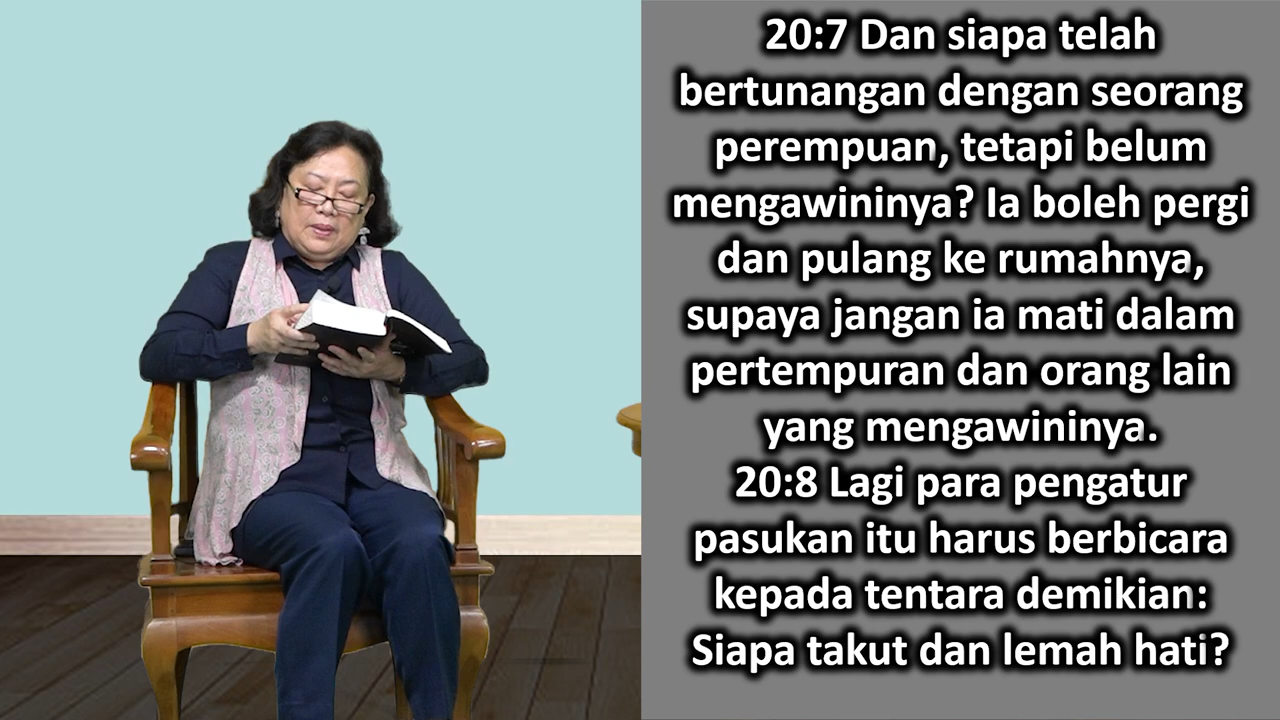 20:7 Dan siapa telah
bertunangan dengan seorang
perempuan, tetapi belum
mengawininya? Ia boleh pergi
dan pulang ke rumahnya,
supaya jangan ia mati dalam
pertempuran dan orang lain
yang mengawininya.
20:8 Lagi para pengatur
pasukan itu harus berbicara
kepada tentara demikian:
Siapa takut dan lemah hati?